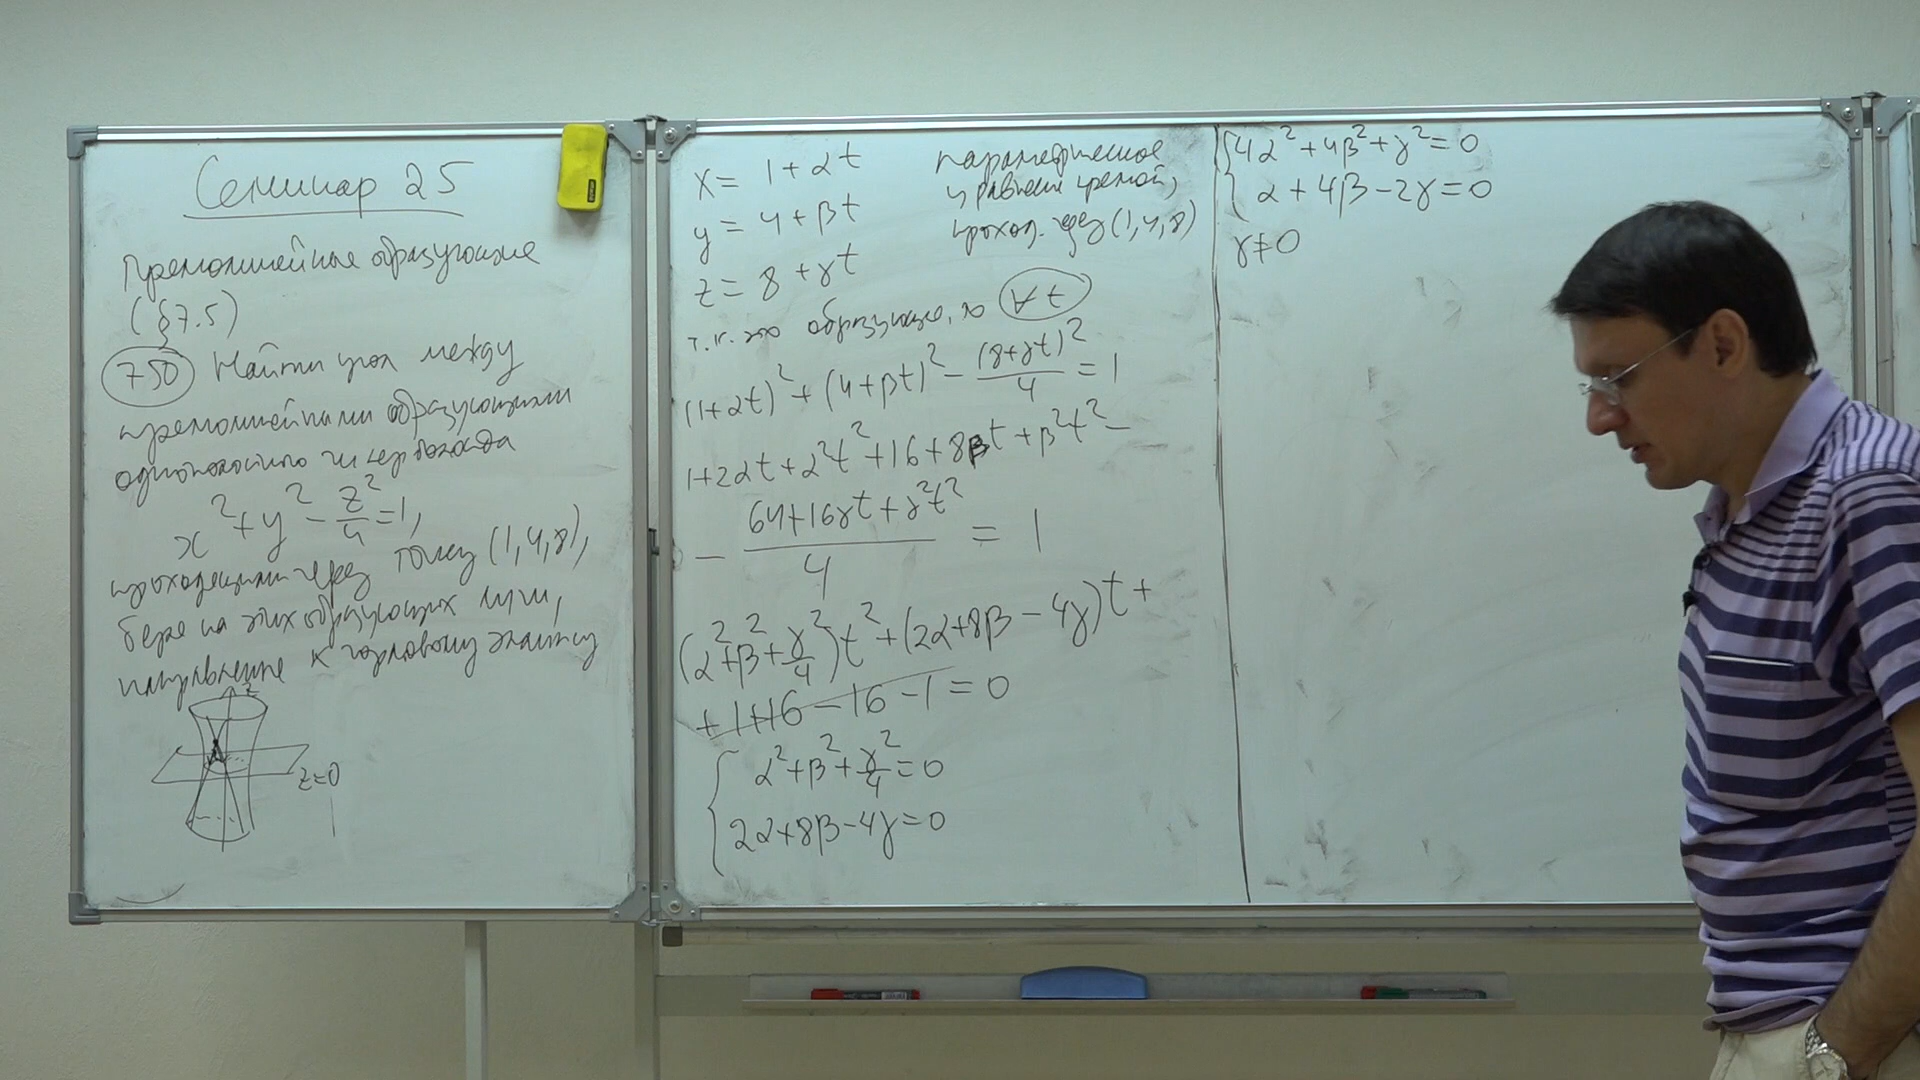 Семинар 25
Прямолинейные образующие
(§7.5)
750 Найти угол между
прямолинейными образующими
однополостного гиперболоида
x² + y² - z²/4 = 1,
проходящими через точку (1,4,8),
беря на этих образующих лучи,
направление к горловому эллипсу
z
z=0
x = 1 + αt
y = 4 + βt
z = 8 + γt
параметрическое
уравнение прямой,
проход. через (1,4,8)
т.к. это образующая, то ∀t
(1+αt)² + (4+βt)² - (8+γt)²/4 = 1
1+2αt+α²t²+16+8βt+β²t² -
- (64+16γt+γ²t²)/4 = 1
(α²+β²+γ²/4)t²+(2α+8β-4γ)t+
+1+16-16-1=0
{ α²+β²+γ²/4=0
2α+8β-4γ=0
{ 4α²+4β²+γ²=0
α+4β-2γ=0
γ≠0